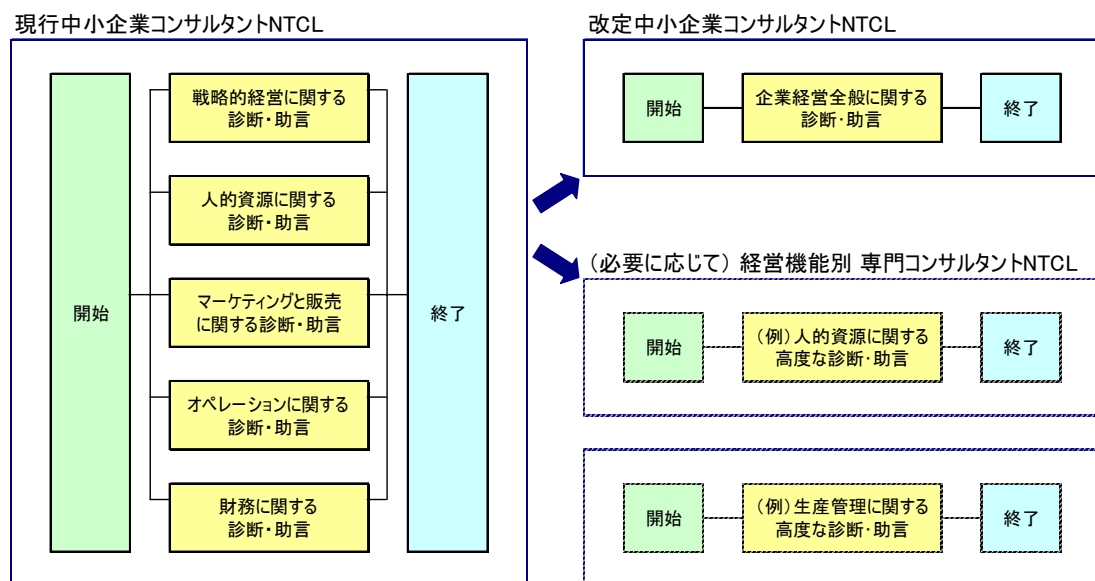 現行中小企業コンサルタントNTCL
開始
戦略的経営に関する
診断・助言
人的資源に関する
診断・助言
マーケティングと販売
に関する診断・助言
オペレーションに関する
診断・助言
財務に関する
診断・助言
終了
改定中小企業コンサルタントNTCL
開始
企業経営全般に関する
診断・助言
終了
(必要に応じて) 経営機能別 専門コンサルタントNTCL
開始
(例)人的資源に関する
高度な診断・助言
終了
開始
(例)生産管理に関する
高度な診断・助言
終了